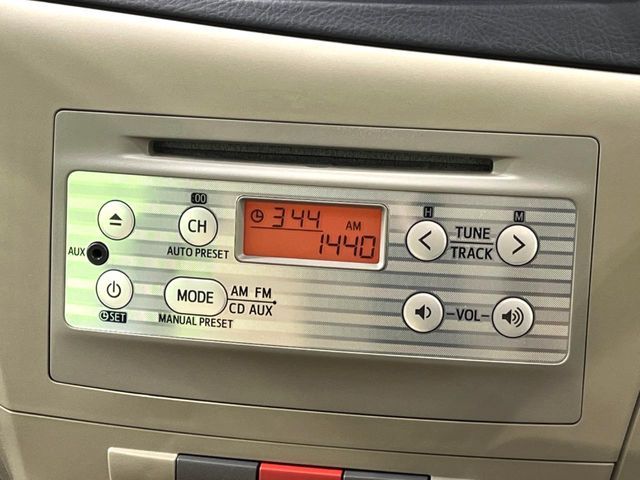 :00
CH
AUTO PRESET
AUX
SET
MODE
AM FM
CD AUX
MANUAL PRESET
3:44
AM
1440
H
M
TUNE
TRACK
-VOL-